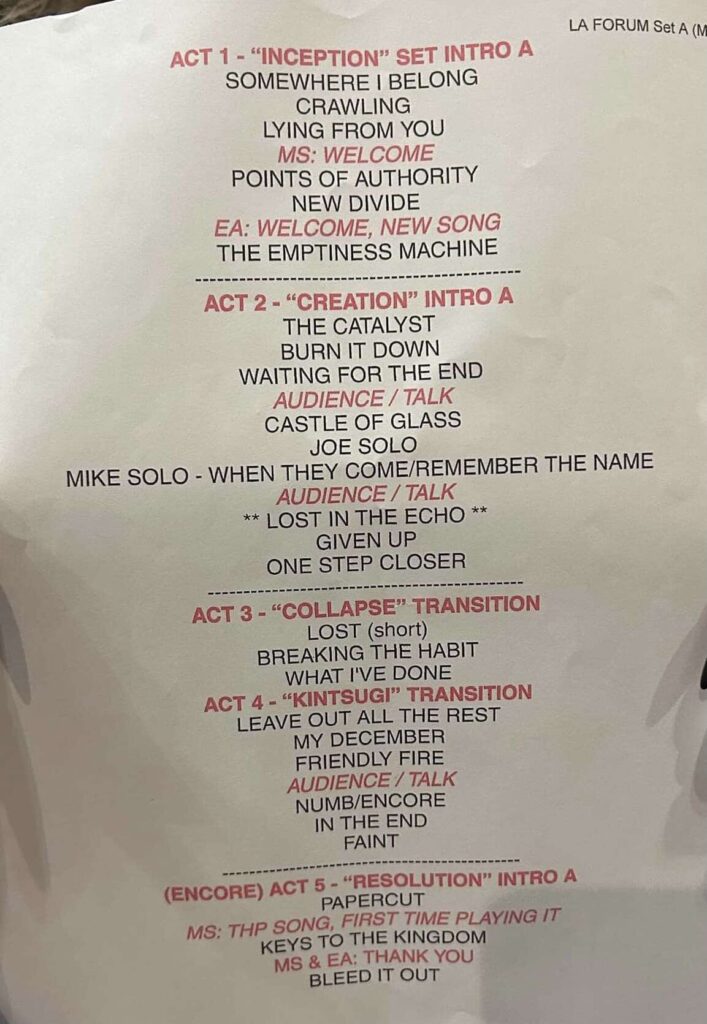 LA FORUM Set A (M
ACT 1 - “INCEPTION” SET INTRO A
SOMEWHERE I BELONG
CRAWLING
LYING FROM YOU
MS: WELCOME
POINTS OF AUTHORITY
NEW DIVIDE
EA: WELCOME, NEW SONG
THE EMPTINESS MACHINE
----------------------------------------------
ACT 2 - “CREATION” INTRO A
THE CATALYST
BURN IT DOWN
WAITING FOR THE END
AUDIENCE / TALK
CASTLE OF GLASS
JOE SOLO
MIKE SOLO - WHEN THEY COME/REMEMBER THE NAME
AUDIENCE / TALK
** LOST IN THE ECHO **
GIVEN UP
ONE STEP CLOSER
----------------------------------------------
ACT 3 - “COLLAPSE” TRANSITION
LOST (short)
BREAKING THE HABIT
WHAT I'VE DONE
ACT 4 - “KINTSUGI” TRANSITION
LEAVE OUT ALL THE REST
MY DECEMBER
FRIENDLY FIRE
AUDIENCE / TALK
NUMB/ENCORE
IN THE END
FAINT
----------------------------------------------
(ENCORE) ACT 5 - “RESOLUTION” INTRO A
PAPERCUT
MS: THP SONG, FIRST TIME PLAYING IT
KEYS TO THE KINGDOM
MS & EA: THANK YOU
BLEED IT OUT